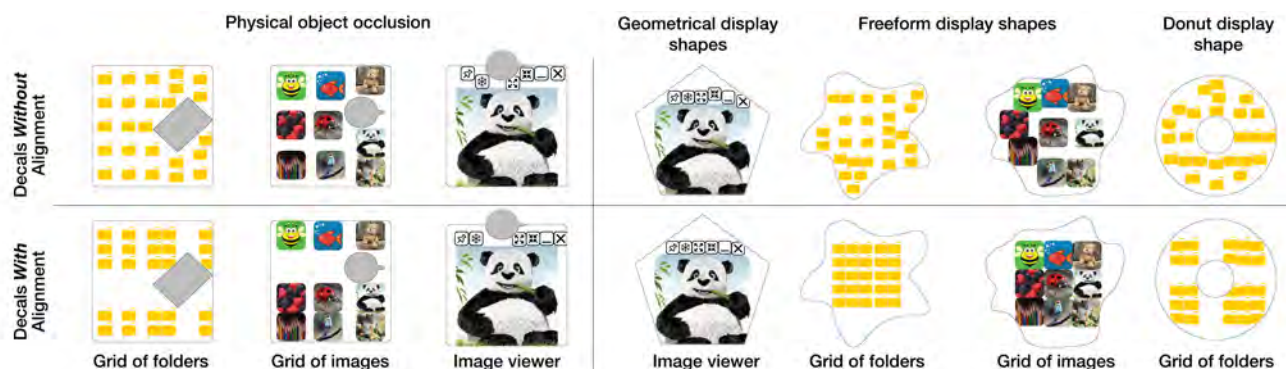 Physical object occlusion
Geometrical display
shapes
Freeform display shapes
Donut display
shape
Decals Without
Alignment
Decals With
Alignment
Grid of folders
Grid of images
Image viewer
Image viewer
Grid of folders
Grid of images
Grid of folders